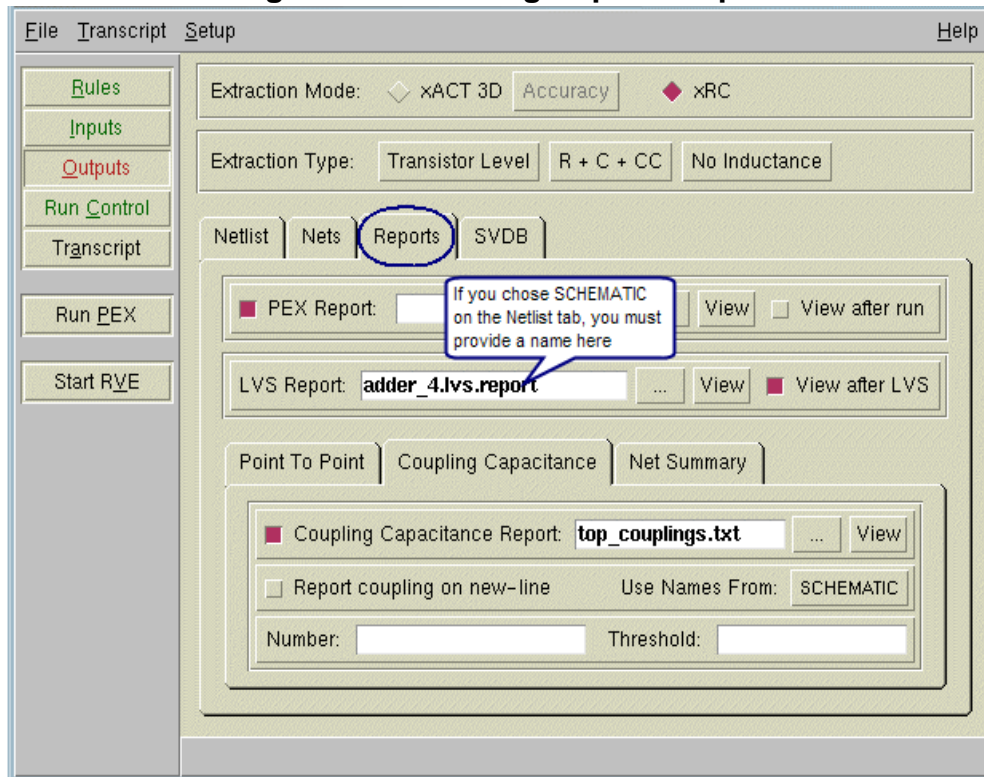 File Transcript Setup Help
Rules
Inputs
Outputs
Run Control
Transcript
Run PEX
Start RVE
Extraction Mode: xACT 3D Accuracy xRC
Extraction Type: Transistor Level R + C + CC No Inductance
Netlist Nets Reports SVDB
PEX Report: View View after run
If you chose SCHEMATIC
on the Netlist tab, you must
provide a name here
LVS Report: adder_4.lvs.report ... View View after LVS
Point To Point Coupling Capacitance Net Summary
Coupling Capacitance Report: top_couplings.txt ... View
Report coupling on new-line Use Names From: SCHEMATIC
Number: Threshold: